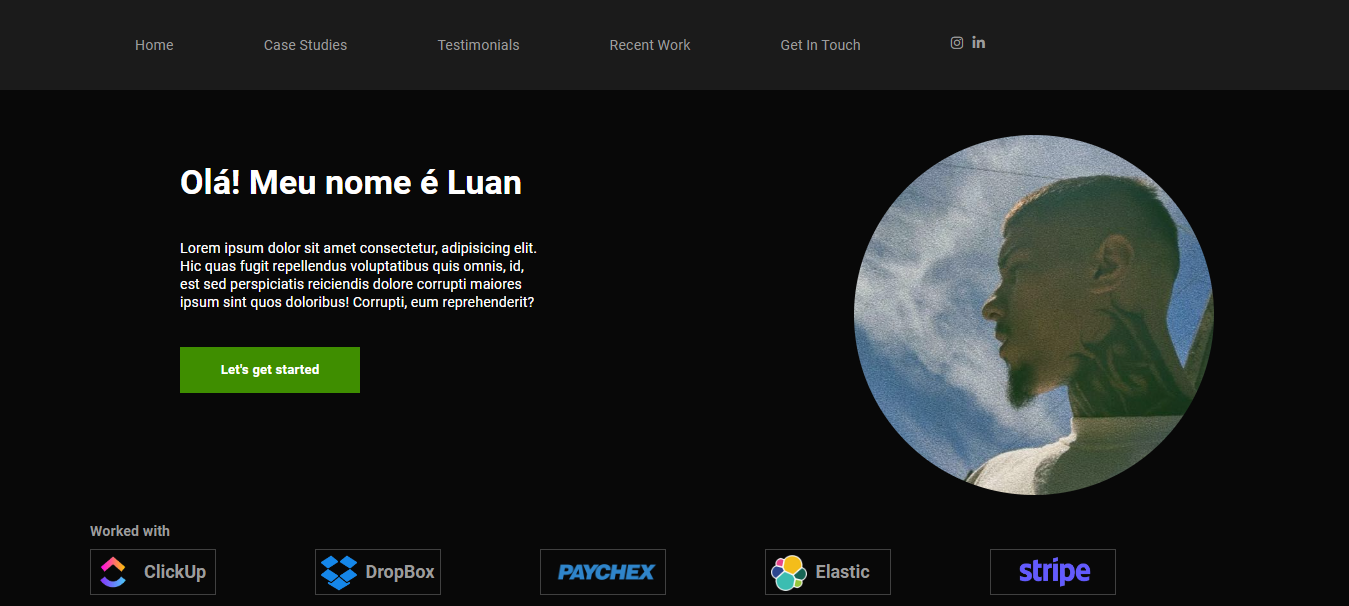 Home Case Studies Testimonials Recent Work Get In Touch
Olá! Meu nome é Luan
Lorem ipsum dolor sit amet consectetur, adipisicing elit.
Hic quas fugit repellendus voluptatibus quis omnis, id,
est sed perspiciatis reiciendis dolore corrupti maiores
ipsum sint quos doloribus! Corrupti, eum reprehenderit?
Let's get started
Worked with
ClickUp DropBox PAYCHEX Elastic stripe